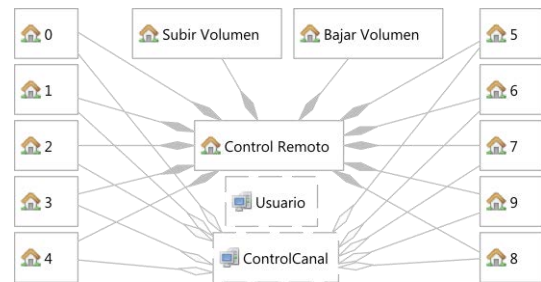 0
Subir Volumen
Bajar Volumen
5
1
6
2
Control Remoto
7
3
Usuario
9
4
ControlCanal
8